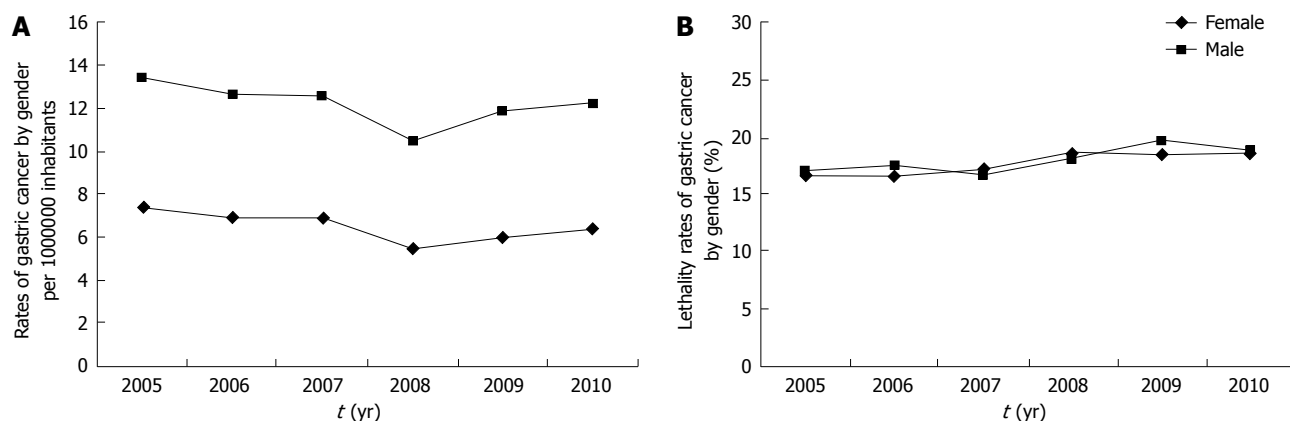 A
Rates of gastric cancer by gender
per 1000000 inhabitants
16
14
12
10
8
6
4
2
0
2005 2006 2007 2008 2009 2010
t (yr)
B
Female
Male
Lethality rates of gastric cancer
by gender (%)
30
25
20
15
10
5
0
2005 2006 2007 2008 2009 2010
t (yr)